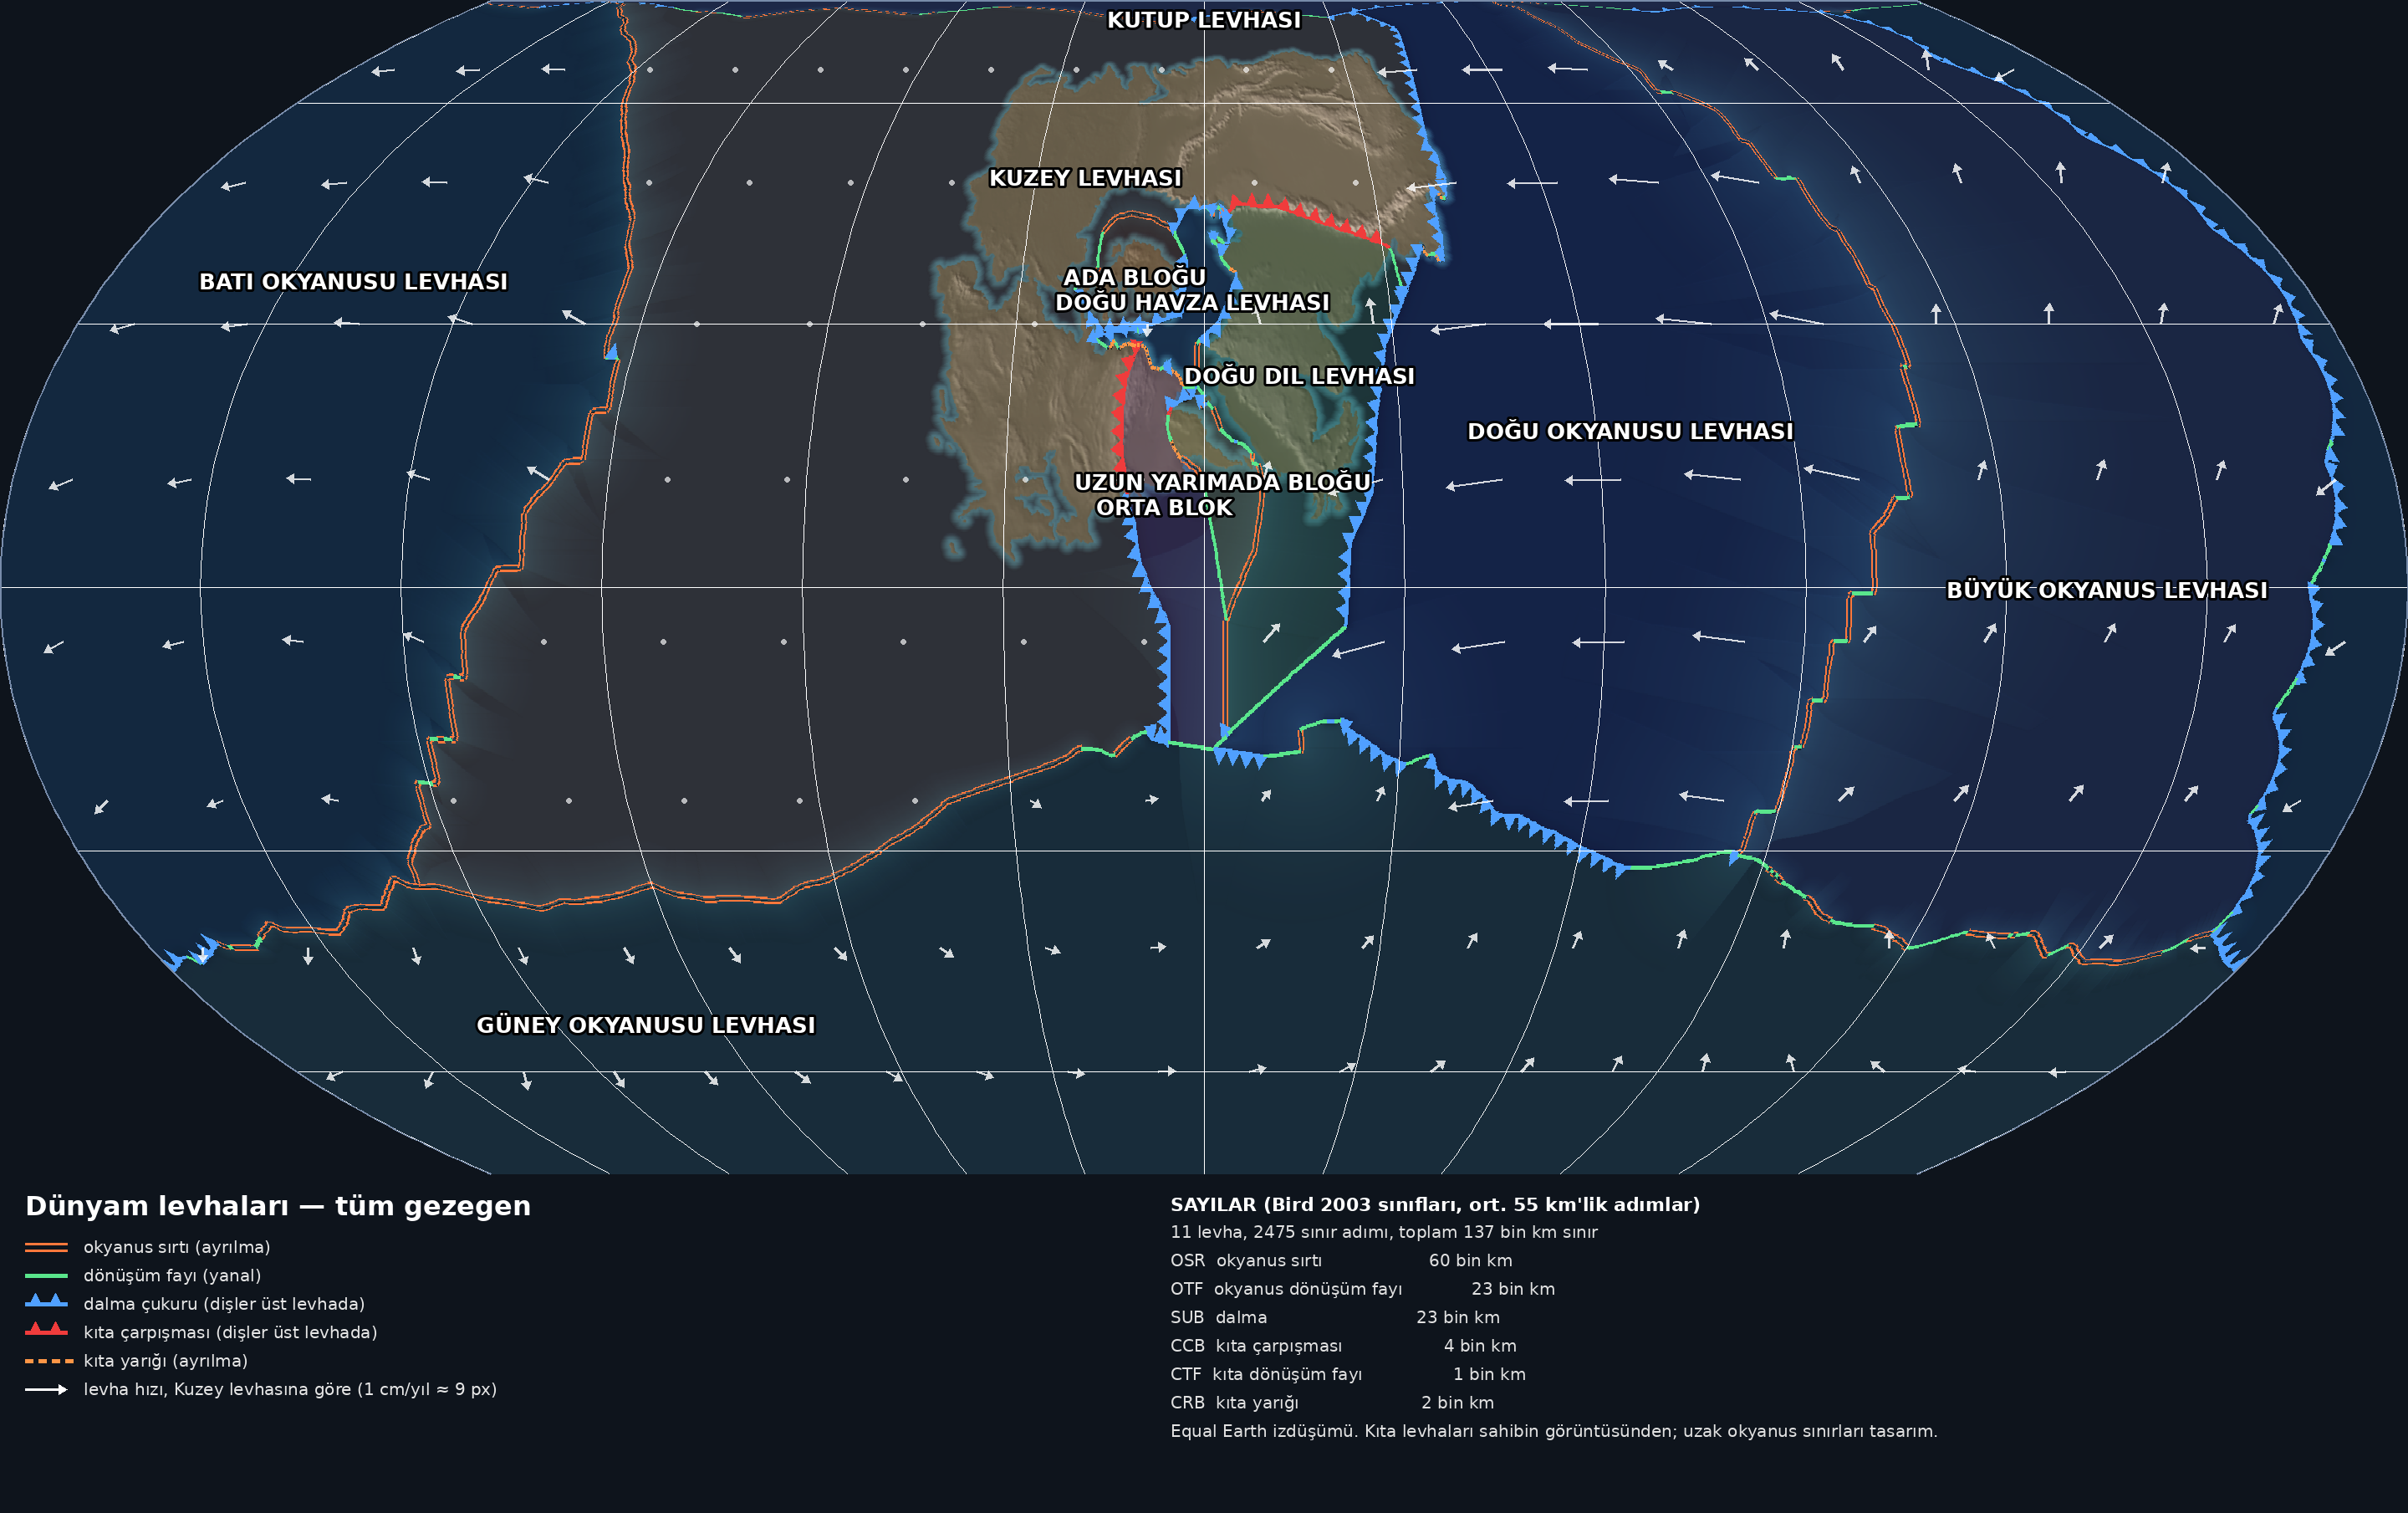 KUTUP LEVHASI
KUZEY LEVHASI
BATI OKYANUSU LEVHASI
ADA BLOĞU
DOĞU HAVZA LEVHASI
DOĞU DIL LEVHASI
DOĞU OKYANUSU LEVHASI
UZUN YARIMADA BLOĞU
ORTA BLOK
BÜYÜK OKYANUS LEVHASI
GÜNEY OKYANUSU LEVHASI
Dünyam levhaları — tüm gezegen
okyanus sırtı (ayrılma)
dönüşüm fayı (yanal)
dalma çukuru (dişler üst levhada)
kıta çarpışması (dişler üst levhada)
kıta yarığı (ayrılma)
levha hızı, Kuzey levhasına göre (1 cm/yıl ≈ 9 px)
SAYILAR (Bird 2003 sınıfları, ort. 55 km'lik adımlar)
11 levha, 2475 sınır adımı, toplam 137 bin km sınır
OSR okyanus sırtı 60 bin km
OTF okyanus dönüşüm fayı 23 bin km
SUB dalma 23 bin km
CCB kıta çarpışması 4 bin km
CTF kıta dönüşüm fayı 1 bin km
CRB kıta yarığı 2 bin km
Equal Earth izdüşümü. Kıta levhaları sahibin görüntüsünden; uzak okyanus sınırları tasarım.